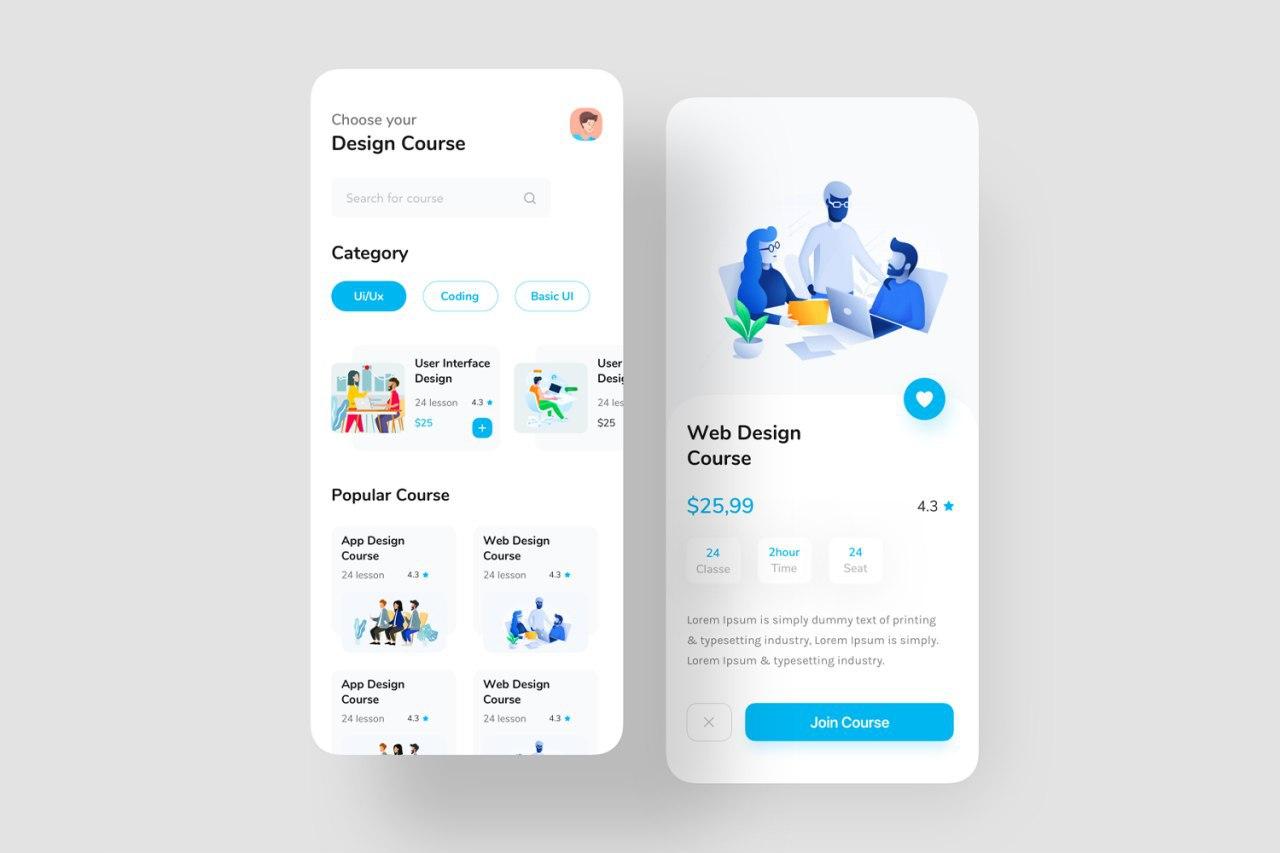 Choose your
Design Course
Search for course
Category
Ui/Ux
Coding
Basic UI
User Interface
Design
24 lesson
4.3
$25
+
User
Desig
24 les
$25
Popular Course
App Design
Course
24 lesson
4.3
Web Design
Course
24 lesson
4.3
App Design
Course
24 lesson
4.3
Web Design
Course
24 lesson
4.3
Web Design
Course
$25,99
4.3
24
Classe
2hour
Time
24
Seat
Lorem Ipsum is simply dummy text of printing
& typesetting industry, Lorem Ipsum is simply.
Lorem Ipsum & typesetting industry.
Join Course